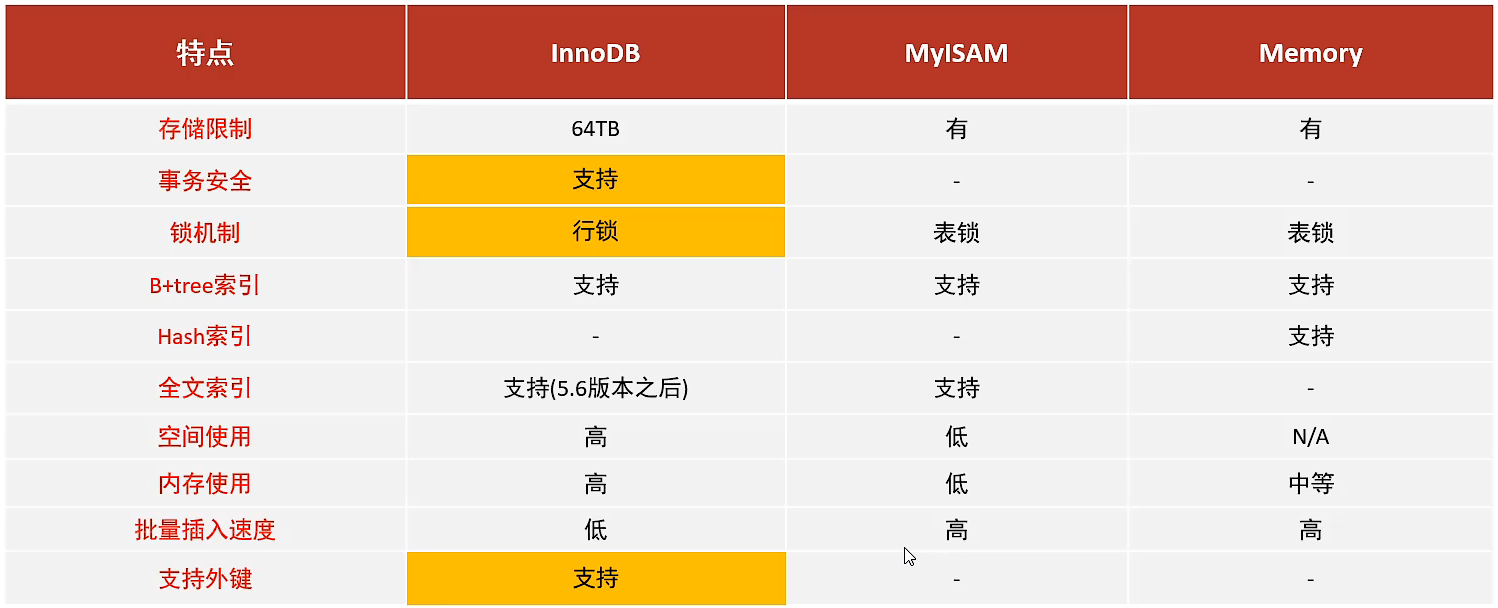 特点 InnoDB MyISAM Memory
存储限制 64TB 有 有
事务安全 支持 - -
锁机制 行锁 表锁 表锁
B+tree索引 支持 支持 支持
Hash索引 - - 支持
全文索引 支持(5.6版本之后) 支持 -
空间使用 高 低 N/A
内存使用 高 低 中等
批量插入速度 低 高 高
支持外键 支持 - -